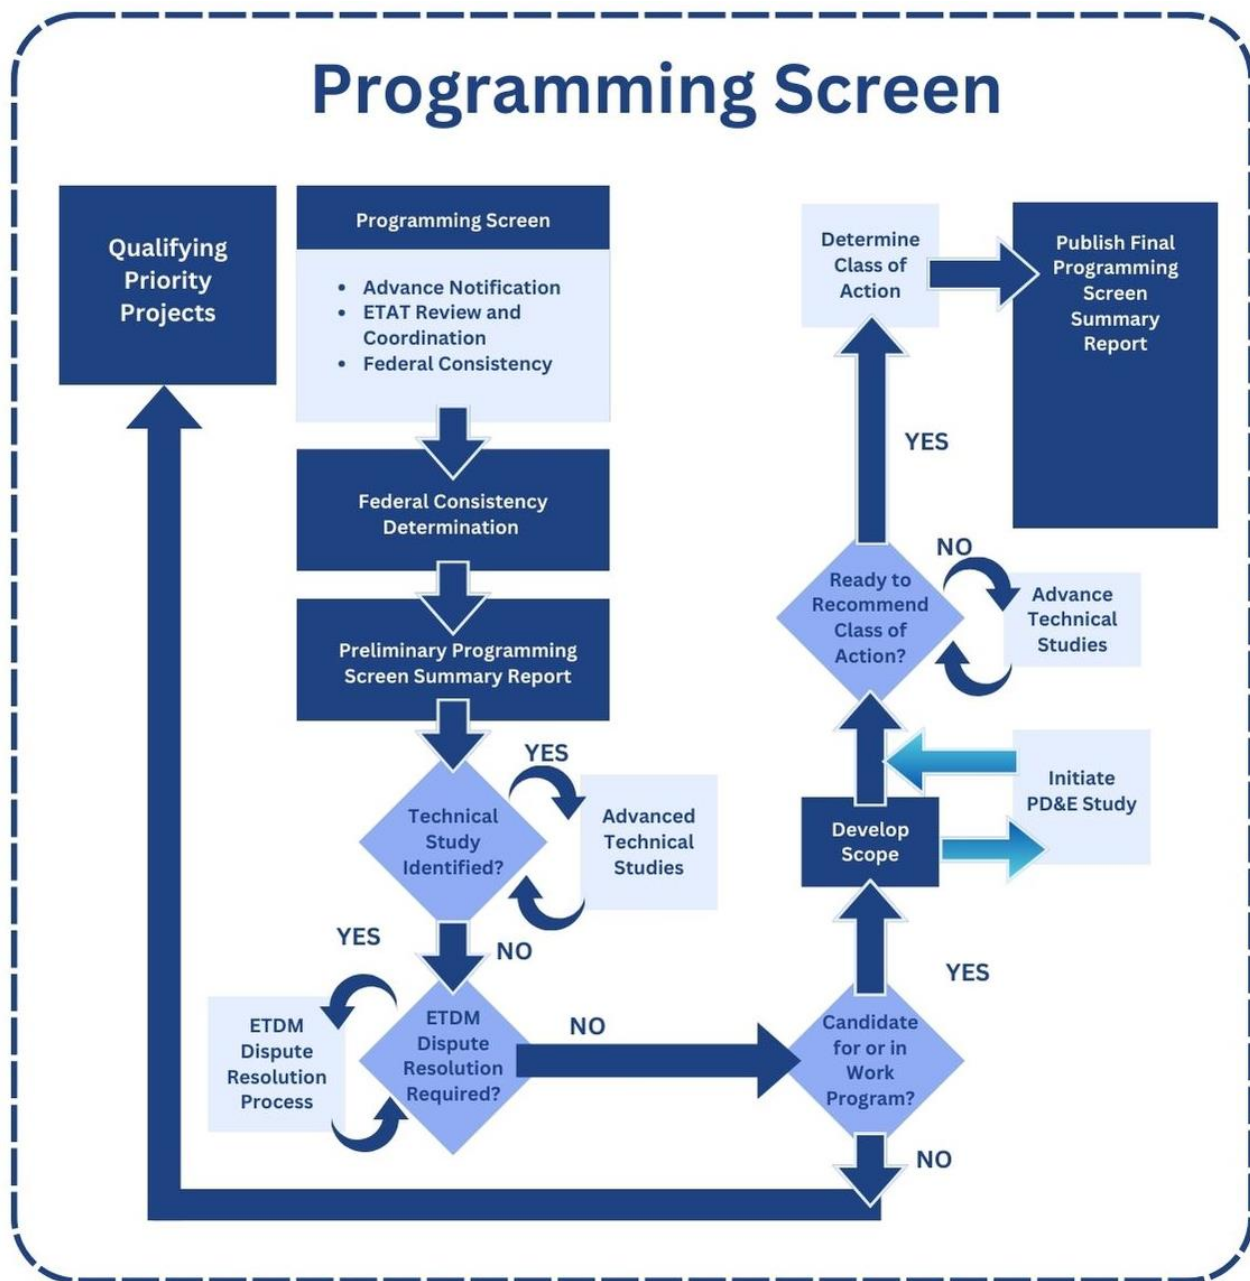 Programming Screen
Qualifying
Priority
Projects
Programming Screen
• Advance Notification
• ETAT Review and
Coordination
• Federal Consistency
Federal Consistency
Determination
Preliminary Programming
Screen Summary Report
Technical
Study
Identified?
YES
Advanced
Technical
Studies
NO
YES
ETDM
Dispute
Resolution
Process
ETDM
Dispute
Resolution
Required?
NO
Candidate
for or in
Work
Program?
NO
YES
Develop
Scope
Initiate
PD&E Study
Ready to
Recommend
Class of
Action?
NO
Advance
Technical
Studies
YES
Determine
Class of
Action
Publish Final
Programming
Screen
Summary
Report